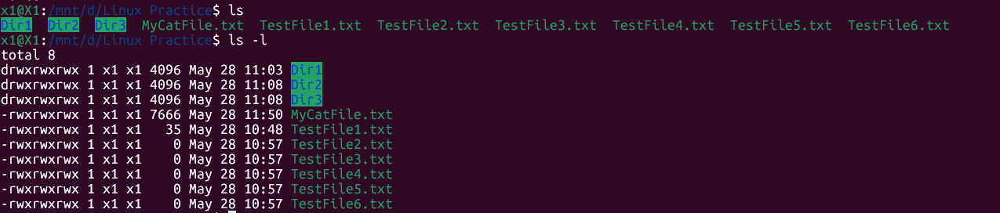 x1@X1:/mnt/d/Linux Practice$ ls
Dir1  Dir2  Dir3  MyCatFile.txt  TestFile1.txt  TestFile2.txt  TestFile3.txt  TestFile4.txt  TestFile5.txt  TestFile6.txt
x1@X1:/mnt/d/Linux Practice$ ls -l
total 8
drwxrwxrwx 1 x1 x1 4096 May 28 11:03 Dir1
drwxrwxrwx 1 x1 x1 4096 May 28 11:08 Dir2
drwxrwxrwx 1 x1 x1 4096 May 28 11:08 Dir3
-rwxrwxrwx 1 x1 x1 7666 May 28 11:50 MyCatFile.txt
-rwxrwxrwx 1 x1 x1   35 May 28 10:48 TestFile1.txt
-rwxrwxrwx 1 x1 x1    0 May 28 10:57 TestFile2.txt
-rwxrwxrwx 1 x1 x1    0 May 28 10:57 TestFile3.txt
-rwxrwxrwx 1 x1 x1    0 May 28 10:57 TestFile4.txt
-rwxrwxrwx 1 x1 x1    0 May 28 10:57 TestFile5.txt
-rwxrwxrwx 1 x1 x1    0 May 28 10:57 TestFile6.txt